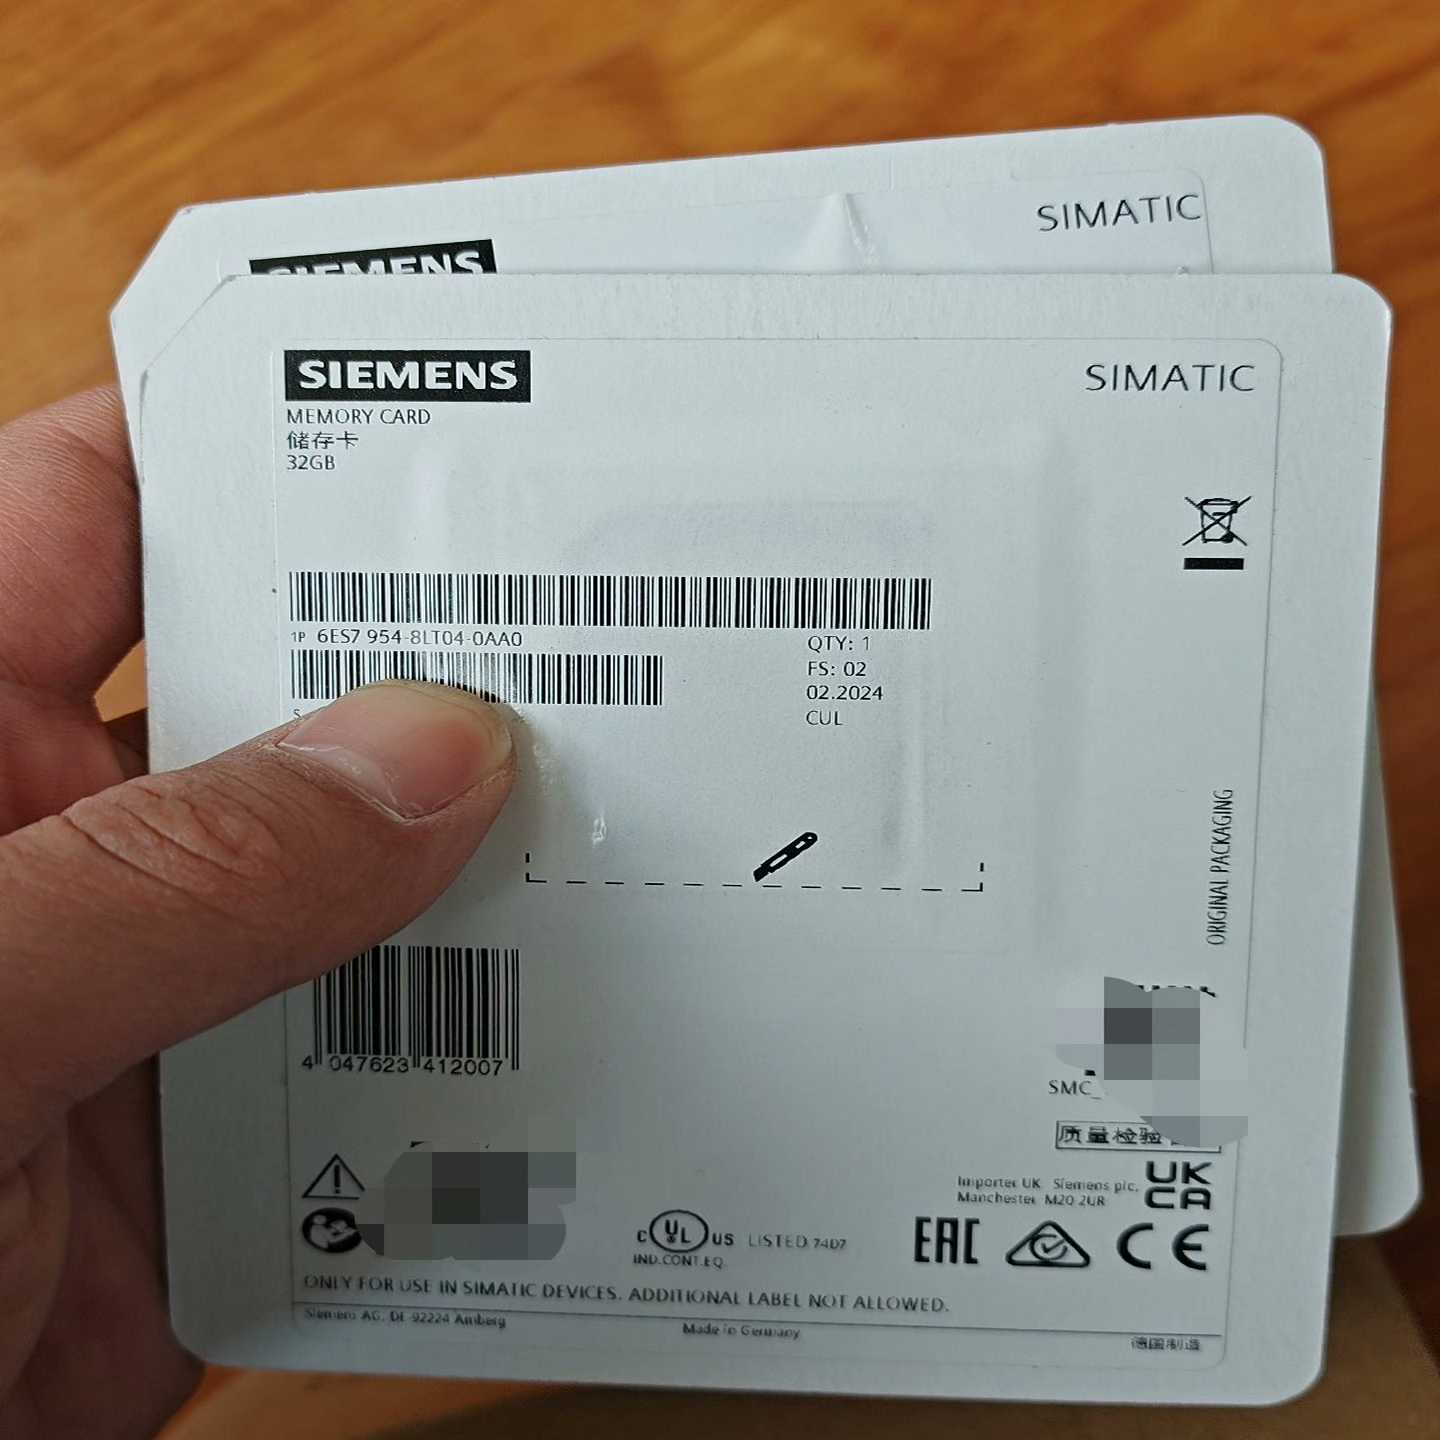 SIMATIC
SIEMENS
SIEMENS
SIMATIC
MEMORY CARD
储存卡
32GB
1P 6ES7 954-8LT04-0AA0
QTY: 1
FS: 02
02.2024
CUL
S
ORIGINAL PACKAGING
4 047623 412007
SMC_
质量检验
Importer UK Siemens plc,
Manchester M20 2UR
UK
CA
C UL US LISTED 74D7
IND.CONT.EQ.
EAC
CE
ONLY FOR USE IN SIMATIC DEVICES. ADDITIONAL LABEL NOT ALLOWED.
Siemens AG, DE-92224 Amberg
Made in Germany
德国制造